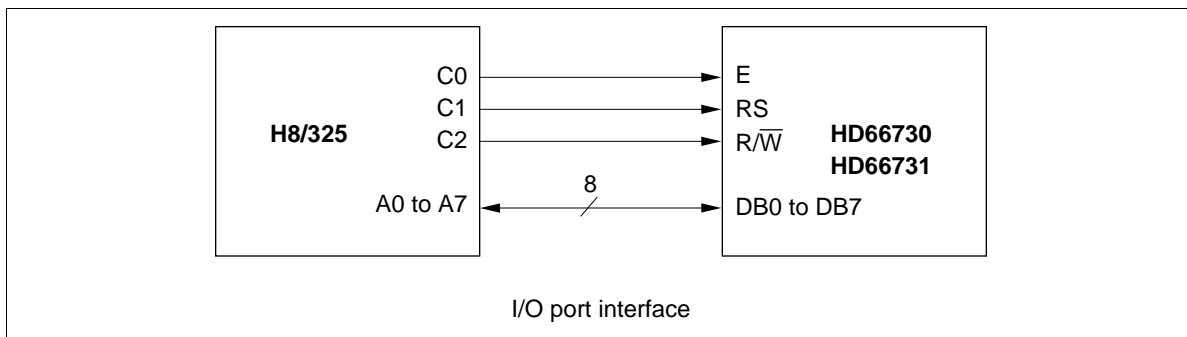 C0
C1
C2
H8/325
A0 to A7
8
E
RS
R/W̅
HD66730
HD66731
DB0 to DB7
I/O port interface